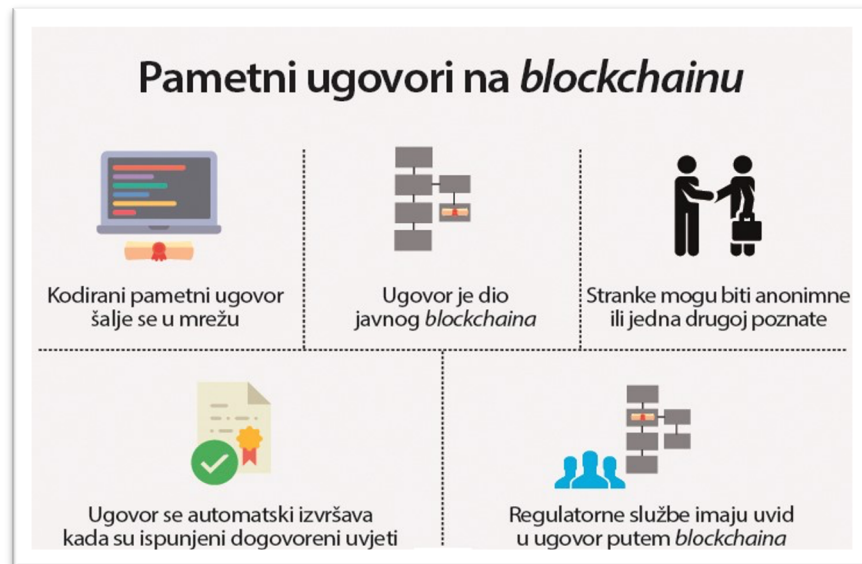 Pametni ugovori na blockchainu
Kodirani pametni ugovor
šalje se u mrežu
Ugovor je dio
javnog blockchaina
Stranke mogu biti anonimne
ili jedna drugoj poznate
Ugovor se automatski izvršava
kada su ispunjeni dogovoreni uvjeti
Regulatorne službe imaju uvid
u ugovor putem blockchaina